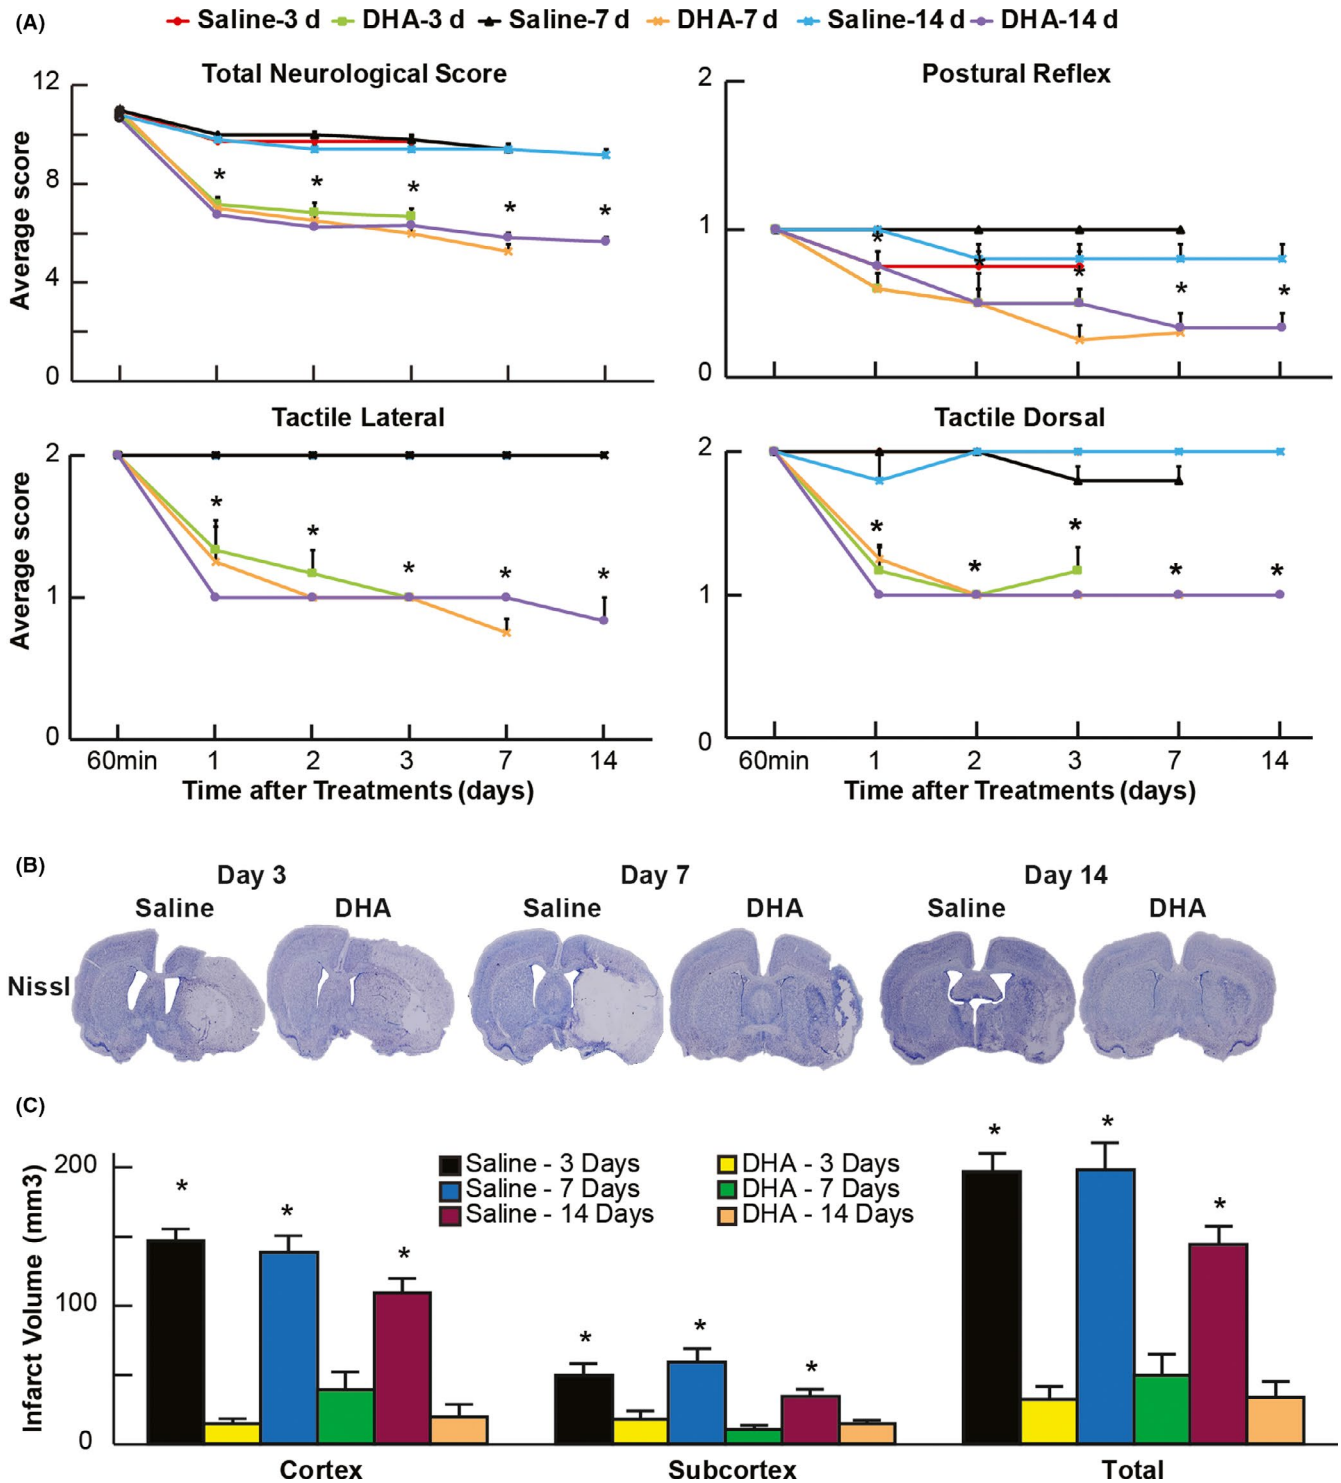 (A)
Saline-3 d DHA-3 d Saline-7 d DHA-7 d Saline-14 d DHA-14 d
Total Neurological Score
Postural Reflex
Average score
12
8
4
0
2
1
0
* * * * *
* * * * *
Tactile Lateral
Tactile Dorsal
Average score
2
1
0
2
1
0
* * * * *
* * * * *
60min 1 2 3 7 14
60min 1 2 3 7 14
Time after Treatments (days)
Time after Treatments (days)
(B)
Day 3 Day 7 Day 14
Saline DHA Saline DHA Saline DHA
Nissl
(C)
Infarct Volume (mm3)
200
100
0
Saline - 3 Days
Saline - 7 Days
Saline - 14 Days
DHA - 3 Days
DHA - 7 Days
DHA - 14 Days
* * *
* * *
* * *
Cortex Subcortex Total